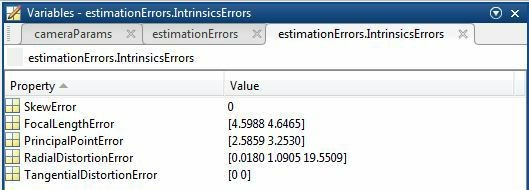 Variables - estimationErrors.IntrinsicsErrors
cameraParams estimationErrors estimationErrors.IntrinsicsErrors
estimationErrors.IntrinsicsErrors
Property Value
SkewError 0
FocalLengthError [4.5988 4.6465]
PrincipalPointError [2.5859 3.2530]
RadialDistortionError [0.0180 1.0905 19.5509]
TangentialDistortionError [0 0]